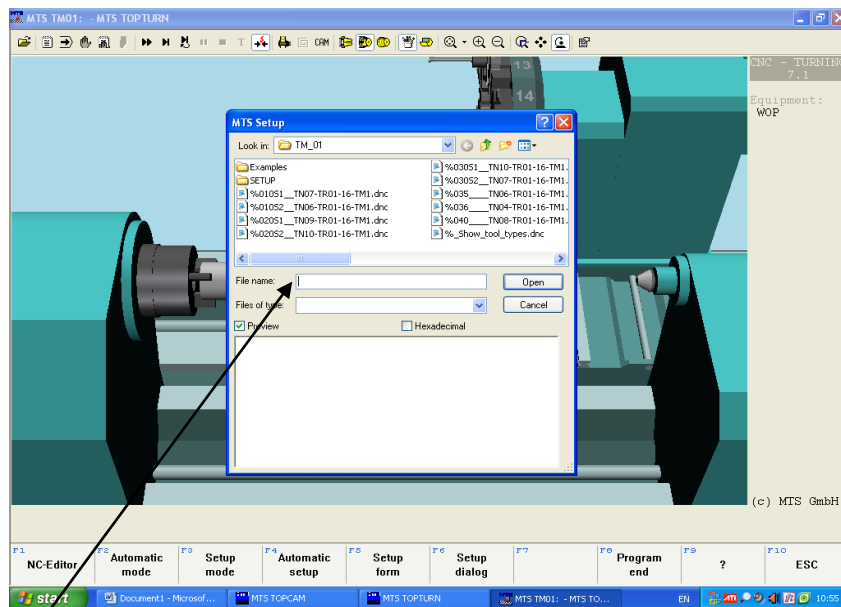 MTS TM01: - MTS TOPTURN
T CAM
CNC - TURNING
7.1
Equipment:
WOP
13
14
MTS Setup
Look in: TM_01
Examples
SETUP
%010S1__TN07-TR01-16-TM1.dnc
%010S2__TN06-TR01-16-TM1.dnc
%020S1__TN09-TR01-16-TM1.dnc
%020S2__TN10-TR01-16-TM1.dnc
%030S1__TN10-TR01-16-TM1.
%030S2__TN07-TR01-16-TM1.
%035____TN06-TR01-16-TM1.
%036____TN04-TR01-16-TM1.
%040____TN08-TR01-16-TM1.
%_Show_tool_types.dnc
File name:
Open
Files of type:
Cancel
Preview
Hexadecimal
(c) MTS GmbH
F1 NC-Editor
F2 Automatic mode
F3 Setup mode
F4 Automatic setup
F5 Setup form
F6 Setup dialog
F7
F8 Program end
F9 ?
F10 ESC
start
Document1 - Microsof...
MTS TOPCAM
MTS TOPTURN
MTS TM01: - MTS TO...
EN
10:55